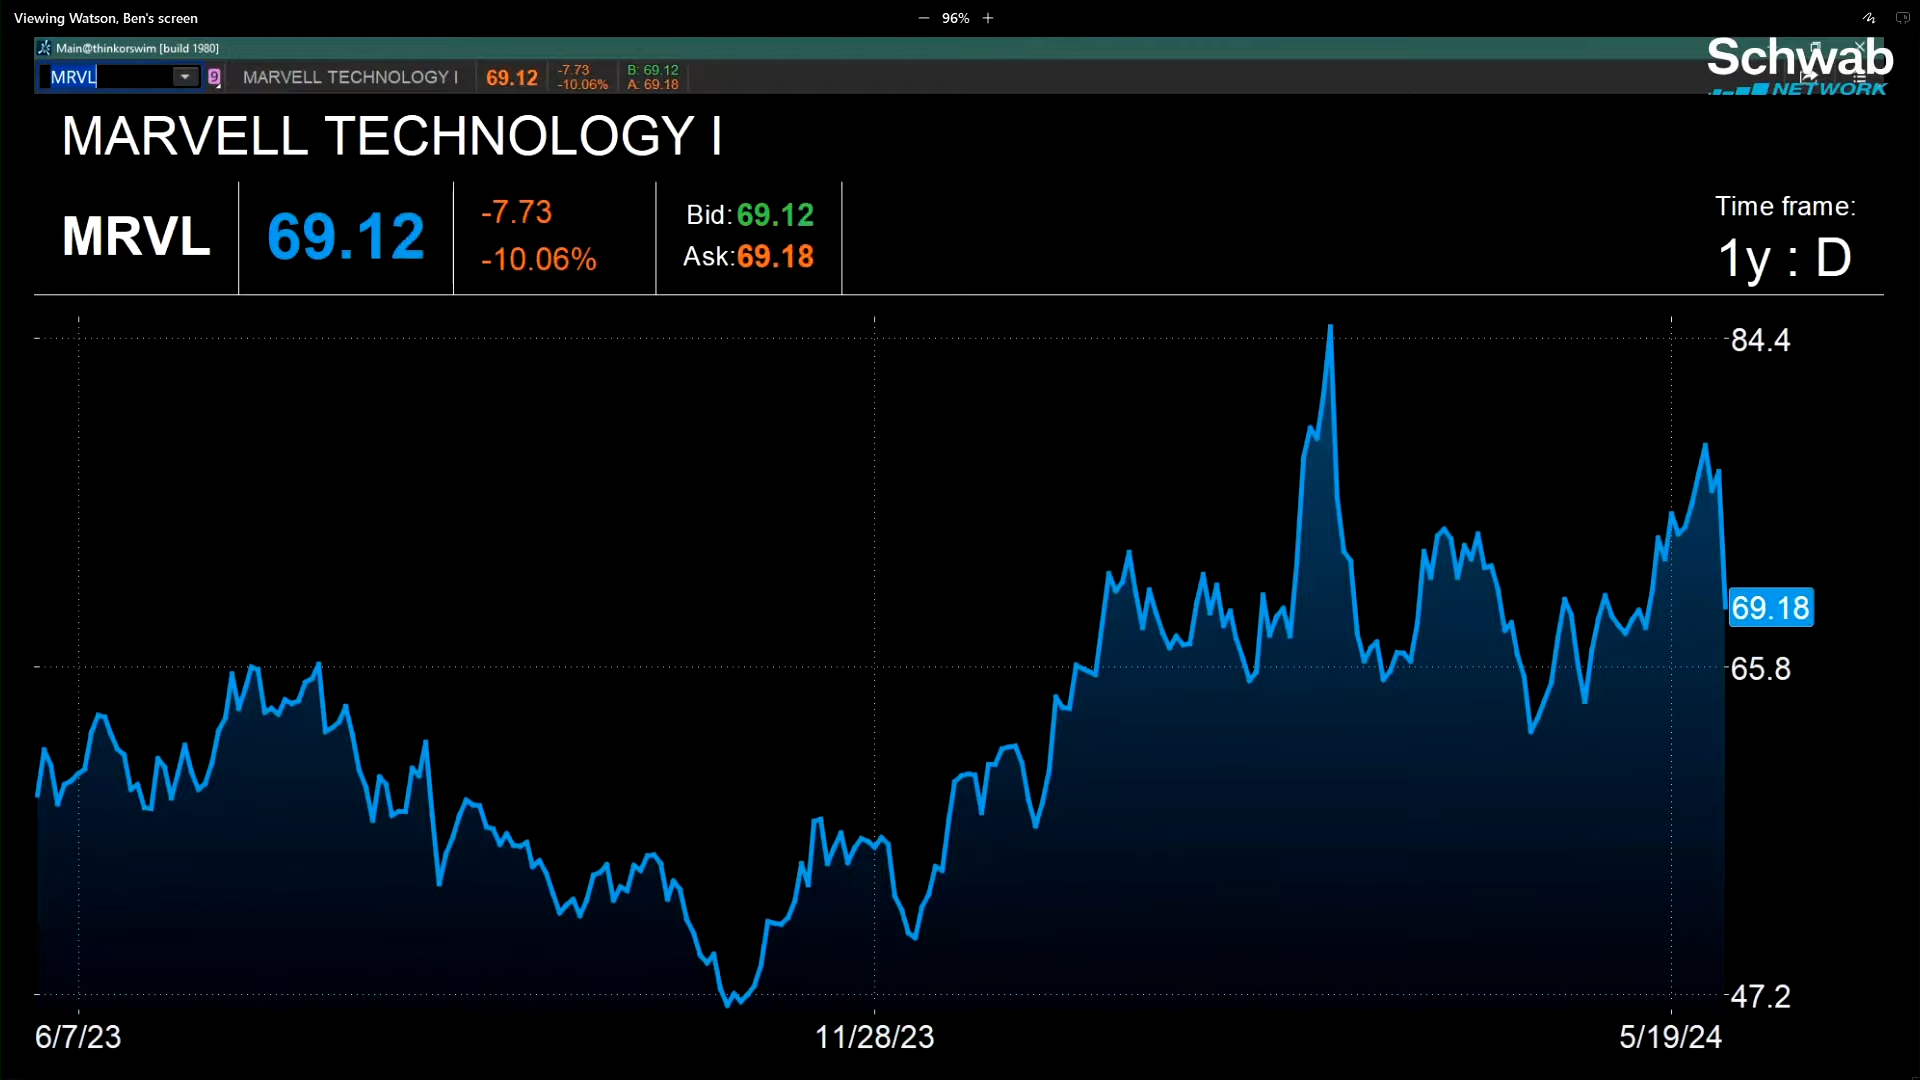 Viewing Watson, Ben's screen
— 96% +
Main@thinkorswim [build 1980]
Schwab
NETWORK
MRVL 9 MARVELL TECHNOLOGY I 69.12 -7.73 B: 69.12
-10.06% A: 69.18
MARVELL TECHNOLOGY I
MRVL 69.12 -7.73
-10.06%
Bid: 69.12
Ask: 69.18
Time frame:
1y : D
84.4
69.18
65.8
47.2
6/7/23 11/28/23 5/19/24